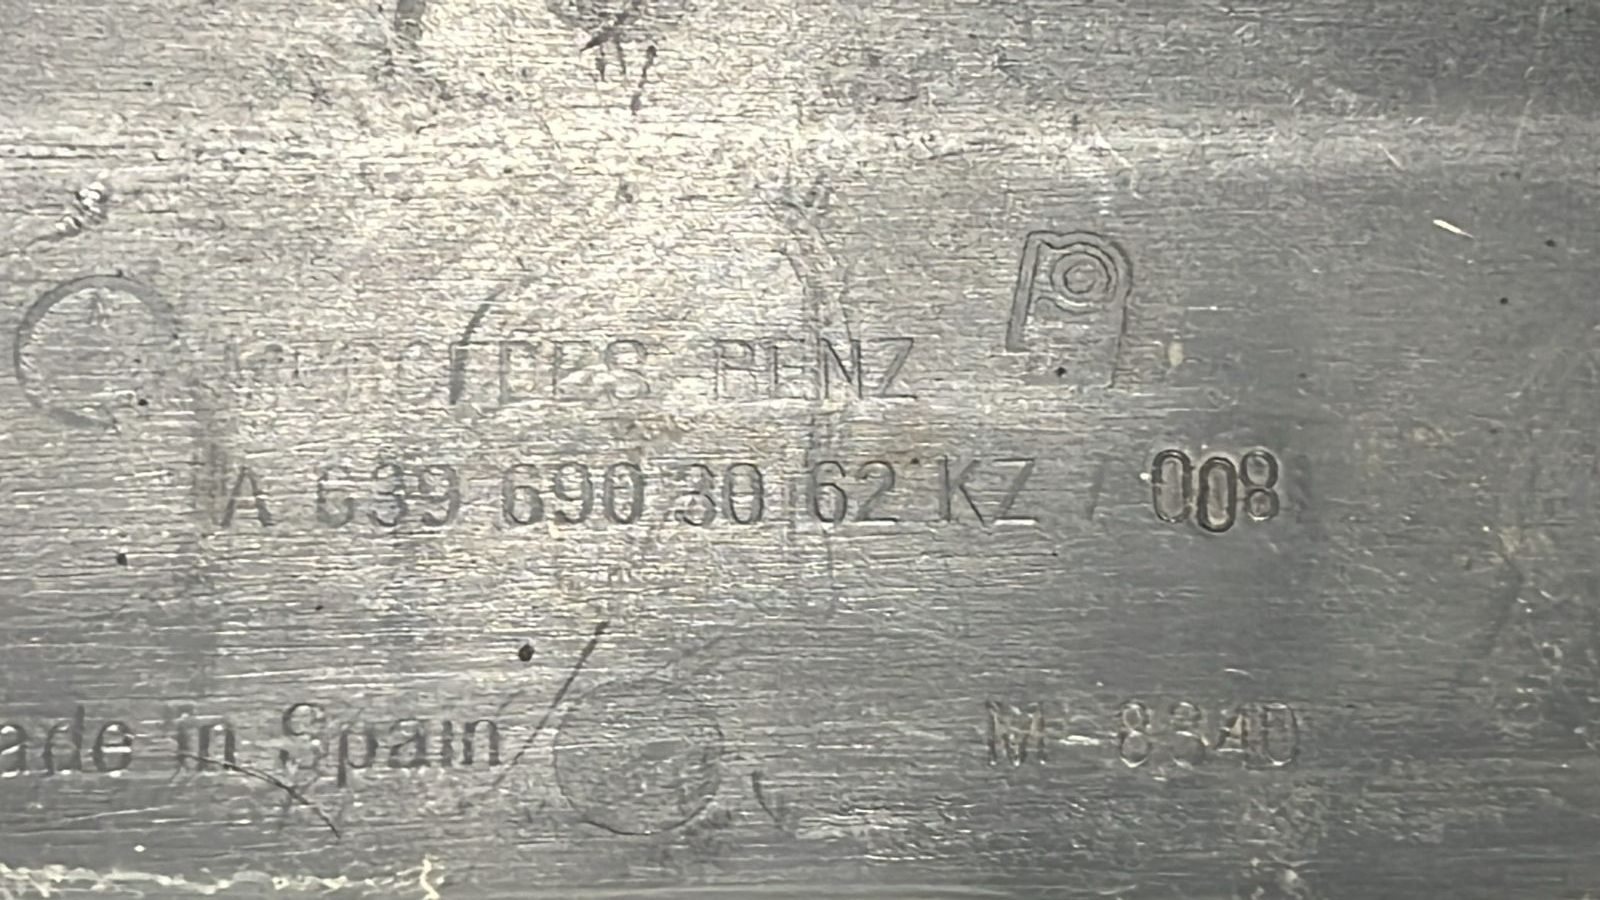 MERCEDES BENZ
A 639 690 30 62 KZ / 008
ade in Spain
M-8340